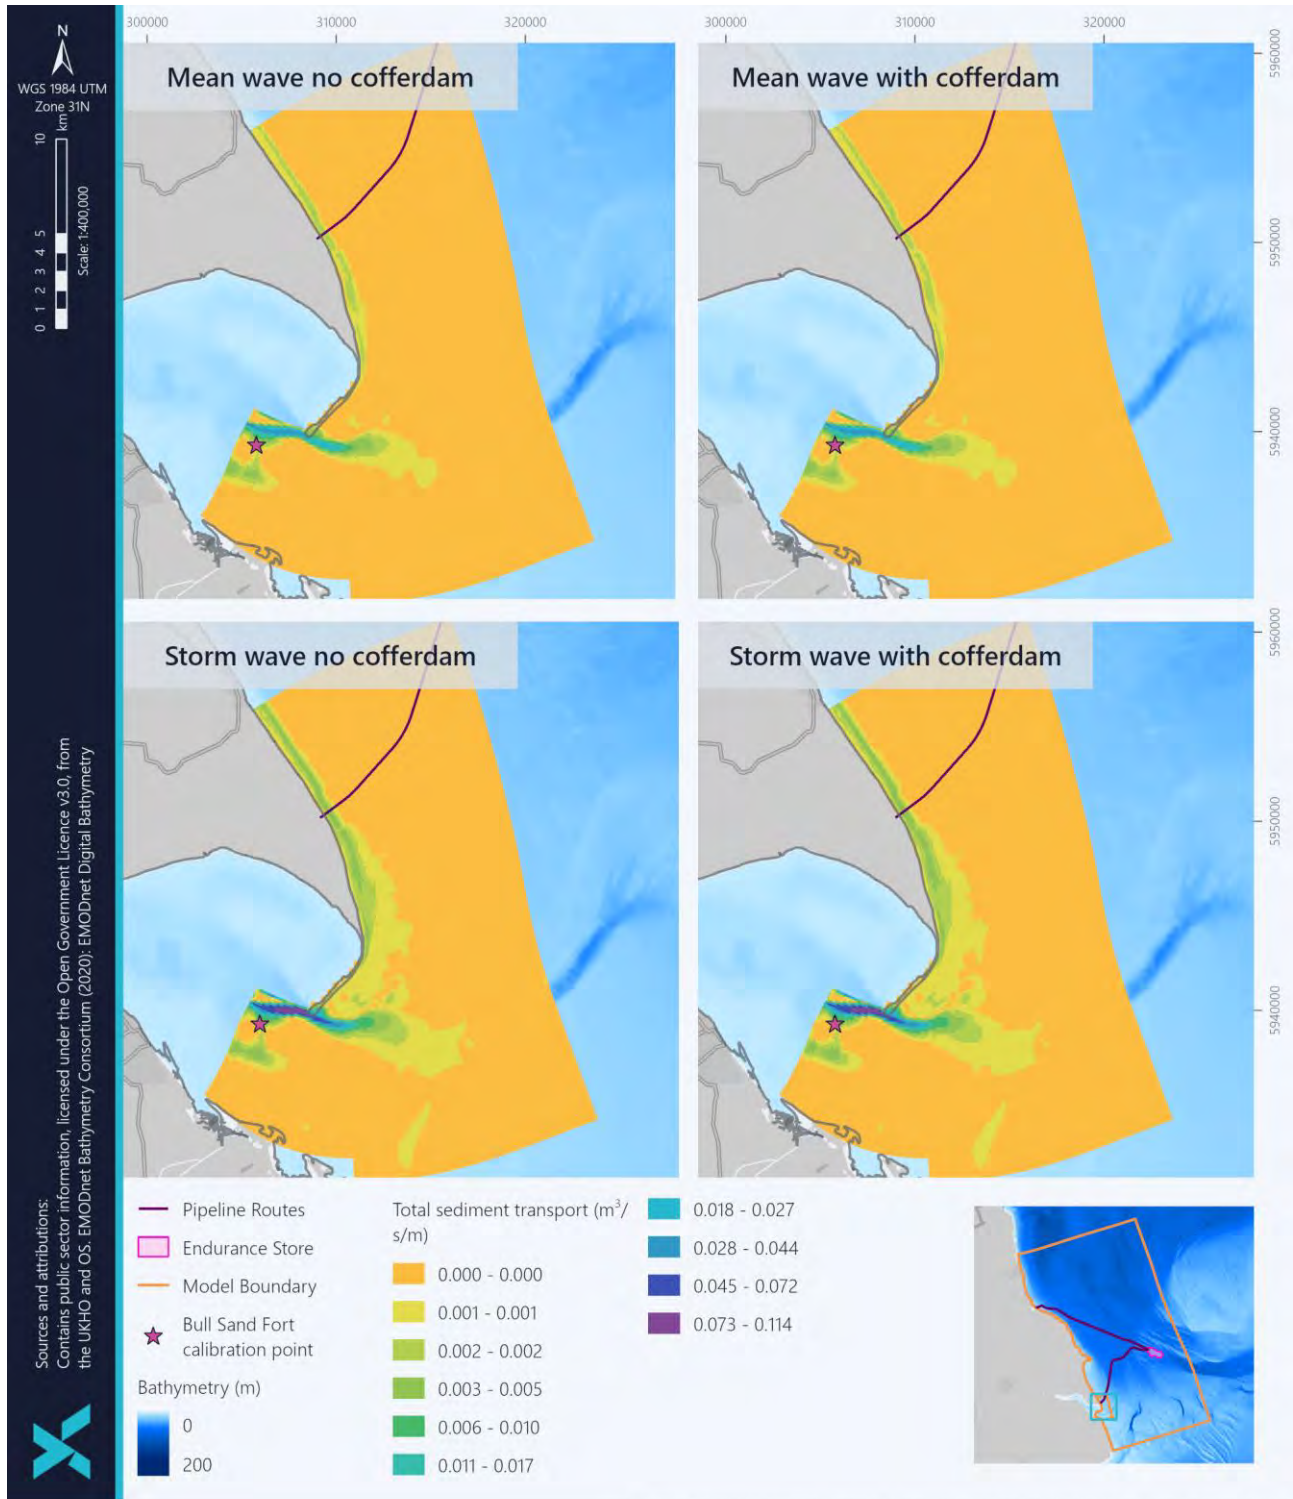 300000
310000
320000
300000
310000
320000
N
WGS 1984 UTM
Zone 31N
0 1 2 3 4 5 10 km
Scale: 1:400,000
Mean wave no cofferdam
Mean wave with cofferdam
5960000
5950000
5940000
Storm wave no cofferdam
Storm wave with cofferdam
5960000
5950000
5940000
Sources and attributions:
Contains public sector information, licensed under the Open Government Licence v3.0, from
the UKHO and OS. EMODnet Bathymetry Consortium (2020): EMODnet Digital Bathymetry
Pipeline Routes
Endurance Store
Model Boundary
Bull Sand Fort
calibration point
Bathymetry (m)
0
200
Total sediment transport (m³/
s/m)
0.000 - 0.000
0.001 - 0.001
0.002 - 0.002
0.003 - 0.005
0.006 - 0.010
0.011 - 0.017
0.018 - 0.027
0.028 - 0.044
0.045 - 0.072
0.073 - 0.114